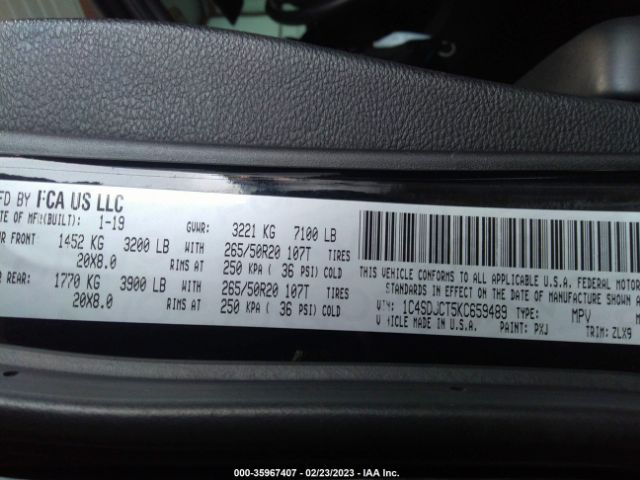 MFD BY FCA US LLC
DATE OF MFR(BUILT): 1-19 GVWR: 3221 KG 7100 LB
FRONT: 1452 KG 3200 LB WITH 265/50R20 107T TIRES
20X8.0 RIMS AT 250 KPA ( 36 PSI) COLD
REAR: 1770 KG 3900 LB WITH 265/50R20 107T TIRES
20X8.0 RIMS AT 250 KPA ( 36 PSI) COLD
THIS VEHICLE CONFORMS TO ALL APPLICABLE U.S.A. FEDERAL MOTOR
STANDARDS IN EFFECT ON THE DATE OF MANUFACTURE SHOWN
VIN: 1C4SDJCT5KC659489 TYPE: MPV
VEHICLE MADE IN U.S.A. PAINT: PXJ TRIM: ZLX9
000-35967407 - 02/23/2023 - IAA Inc.